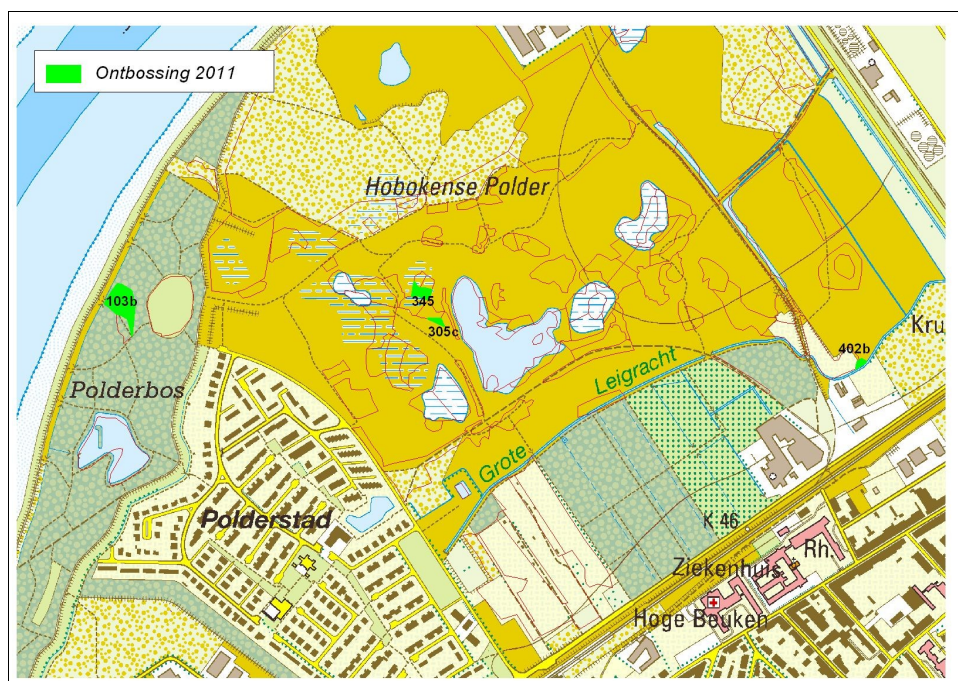 Ontbossing 2011
Hobokense Polder
103b
345
305c
Kru
402b
Polderbos
Leigracht
Grote
Polderstad
K 46
Rh.
Ziekenhuis
Hoge Beuken